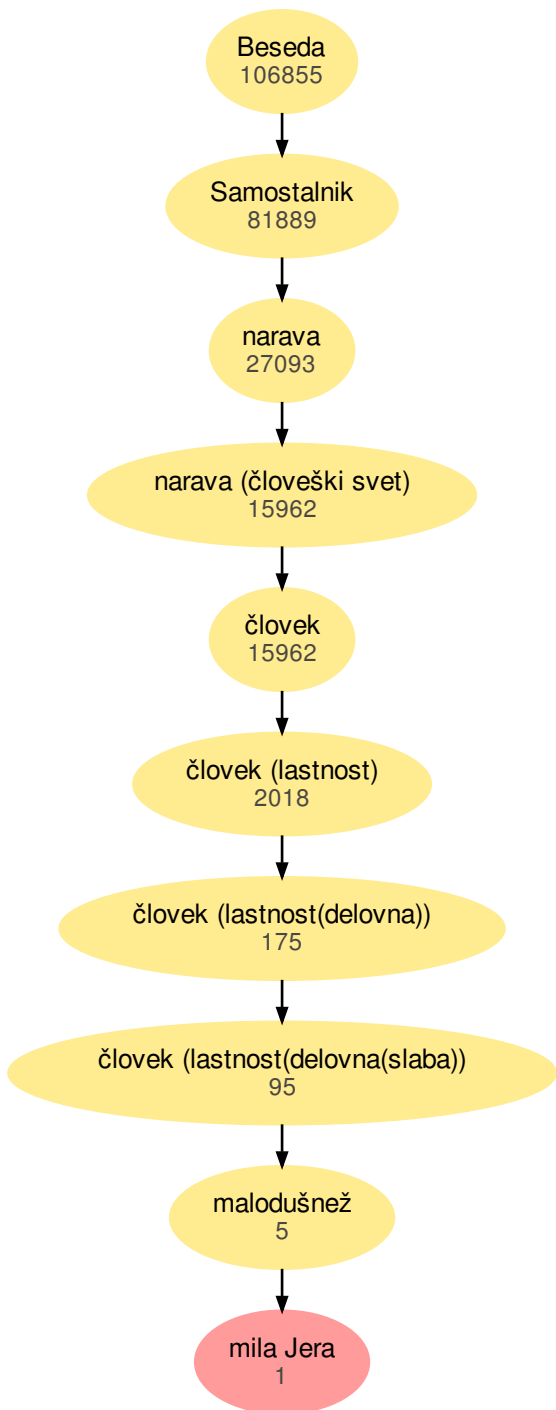 Beseda
106855
Samostalnik
81889
narava
27093
narava (človeški svet)
15962
človek
15962
človek (lastnost)
2018
človek (lastnost(delovna))
175
človek (lastnost(delovna(slaba))
95
malodušnež
5
mila Jera
1